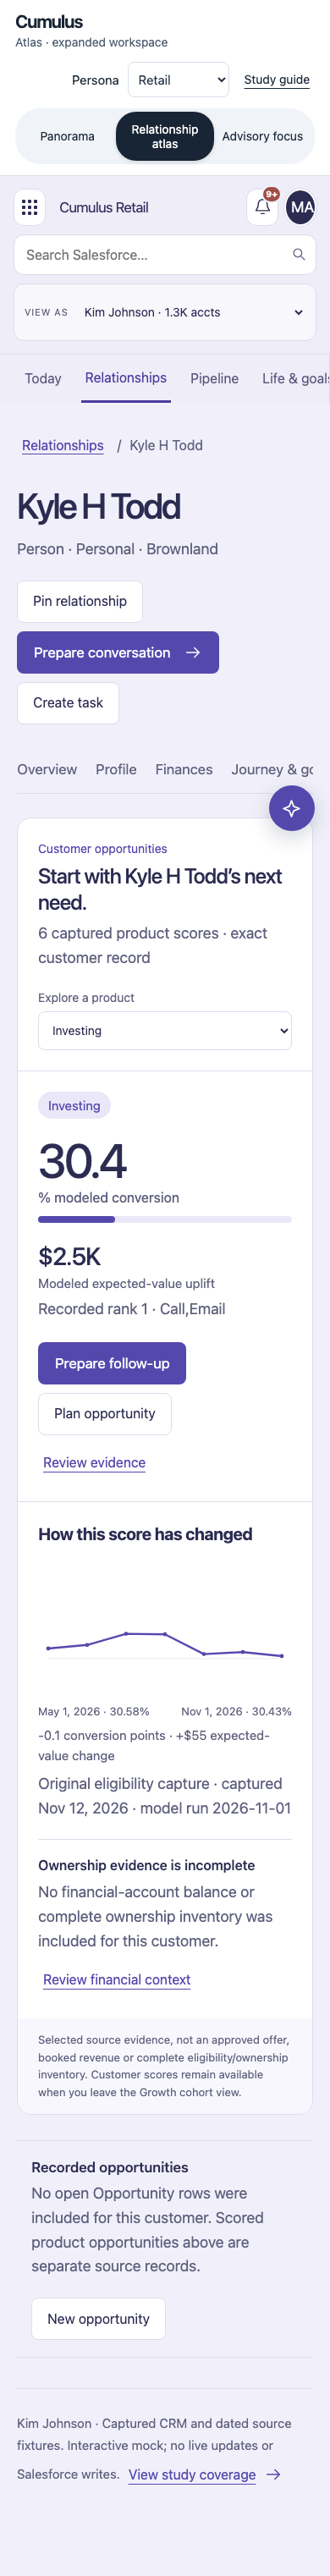 Cumulus
Atlas · expanded workspace
Persona Retail Study guide
Panorama Relationship atlas Advisory focus
Cumulus Retail 9+ MA
Search Salesforce...
VIEW AS Kim Johnson · 1.3K accts
Today Relationships Pipeline Life & goals
Relationships / Kyle H Todd
Kyle H Todd
Person · Personal · Brownland
Pin relationship
Prepare conversation →
Create task
Overview Profile Finances Journey & go
Customer opportunities
Start with Kyle H Todd's next
need.
6 captured product scores · exact
customer record
Explore a product
Investing
Investing
30.4
% modeled conversion
$2.5K
Modeled expected-value uplift
Recorded rank 1 · Call,Email
Prepare follow-up
Plan opportunity
Review evidence
How this score has changed
May 1, 2026 · 30.58% Nov 1, 2026 · 30.43%
-0.1 conversion points · +$55 expected-
value change
Original eligibility capture · captured
Nov 12, 2026 · model run 2026-11-01
Ownership evidence is incomplete
No financial-account balance or
complete ownership inventory was
included for this customer.
Review financial context
Selected source evidence, not an approved offer,
booked revenue or complete eligibility/ownership
inventory. Customer scores remain available
when you leave the Growth cohort view.
Recorded opportunities
No open Opportunity rows were
included for this customer. Scored
product opportunities above are
separate source records.
New opportunity
Kim Johnson · Captured CRM and dated source
fixtures. Interactive mock; no live updates or
Salesforce writes. View study coverage →